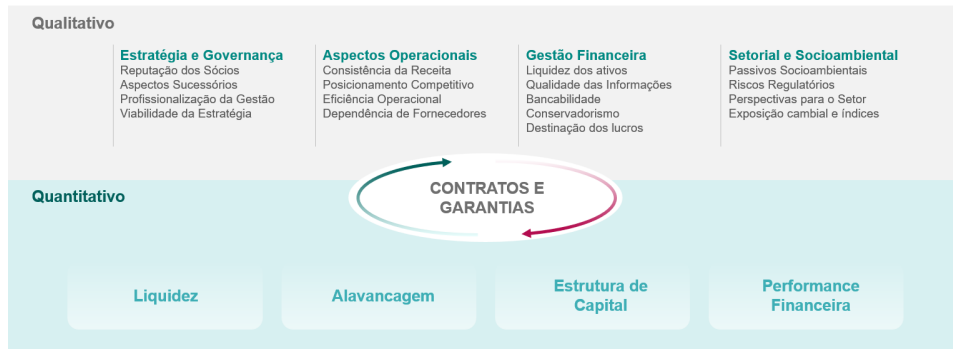 Qualitativo
Estratégia e Governança
Reputação dos Sócios
Aspectos Sucessórios
Profissionalização da Gestão
Viabilidade da Estratégia
Aspectos Operacionais
Consistência da Receita
Posicionamento Competitivo
Eficiência Operacional
Dependência de Fornecedores
Gestão Financeira
Liquidez dos ativos
Qualidade das Informações
Bancabilidade
Conservadorismo
Destinação dos lucros
Setorial e Socioambiental
Passivos Socioambientais
Riscos Regulatórios
Perspectivas para o Setor
Exposição cambial e índices
CONTRATOS E
GARANTIAS
Quantitativo
Liquidez
Alavancagem
Estrutura de
Capital
Performance
Financeira